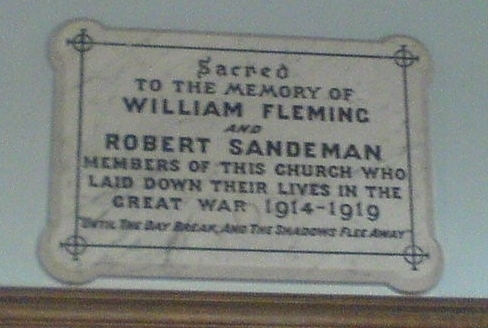 Sacred
TO THE MEMORY OF
WILLIAM FLEMING
AND
ROBERT SANDEMAN
MEMBERS OF THIS CHURCH WHO
LAID DOWN THEIR LIVES IN THE
GREAT WAR 1914-1919
"UNTIL THE DAY BREAK, AND THE SHADOWS FLEE AWAY"